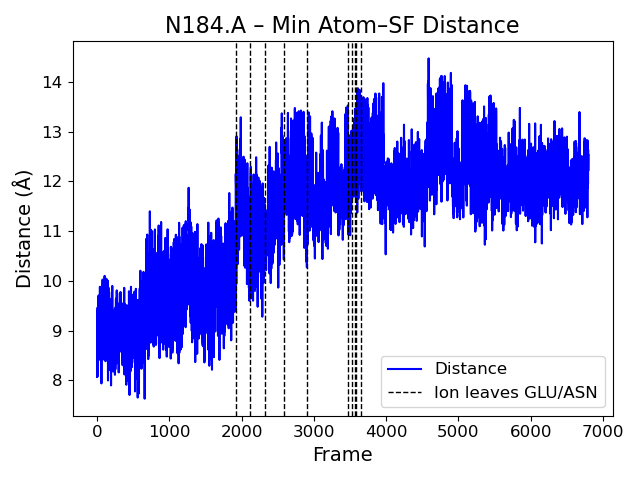 N184.A – Min Atom–SF Distance
Distance (Å)
14
13
12
11
10
9
8
Distance
Ion leaves GLU/ASN
0 1000 2000 3000 4000 5000 6000 7000
Frame